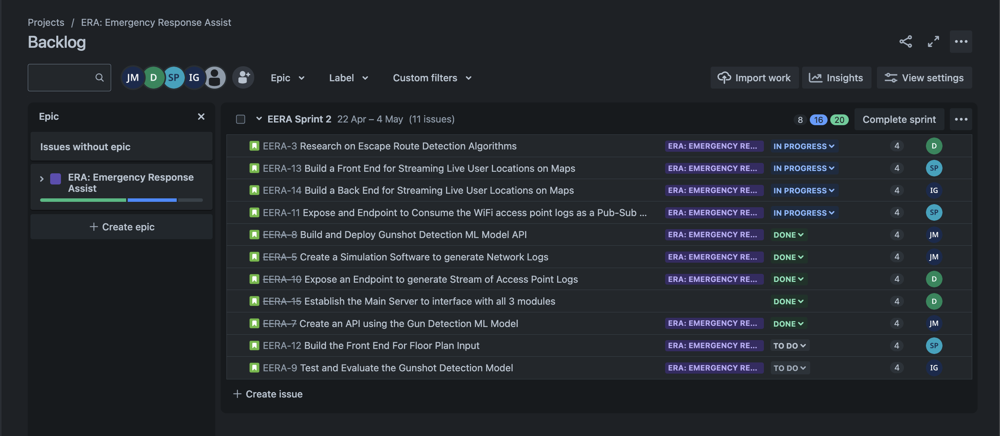 Projects / ERA: Emergency Response Assist
Backlog
JM D SP IG Epic Label Custom filters Import work Insights View settings
Epic
Issues without epic
ERA: Emergency Response
Assist
Create epic
EERA Sprint 2 22 Apr – 4 May (11 issues) 8 16 20 Complete sprint
EERA-3 Research on Escape Route Detection Algorithms ERA: EMERGENCY RE... IN PROGRESS 4 D
EERA-13 Build a Front End for Streaming Live User Locations on Maps ERA: EMERGENCY RE... IN PROGRESS 4 SP
EERA-14 Build a Back End for Streaming Live User Locations on Maps ERA: EMERGENCY RE... IN PROGRESS 4 IG
EERA-11 Expose and Endpoint to Consume the WiFi access point logs as a Pub-Sub ... ERA: EMERGENCY RE... IN PROGRESS 4 SP
EERA-8 Build and Deploy Gunshot Detection ML Model API ERA: EMERGENCY RE... DONE 4 JM
EERA-5 Create a Simulation Software to generate Network Logs ERA: EMERGENCY RE... DONE 4 JM
EERA-10 Expose an Endpoint to generate Stream of Access Point Logs ERA: EMERGENCY RE... DONE 4 D
EERA-15 Establish the Main Server to interface with all 3 modules DONE 4 D
EERA-7 Create an API using the Gun Detection ML Model ERA: EMERGENCY RE... DONE 4 JM
EERA-12 Build the Front End For Floor Plan Input ERA: EMERGENCY RE... TO DO 4 SP
EERA-9 Test and Evaluate the Gunshot Detection Model ERA: EMERGENCY RE... TO DO 4 IG
Create issue